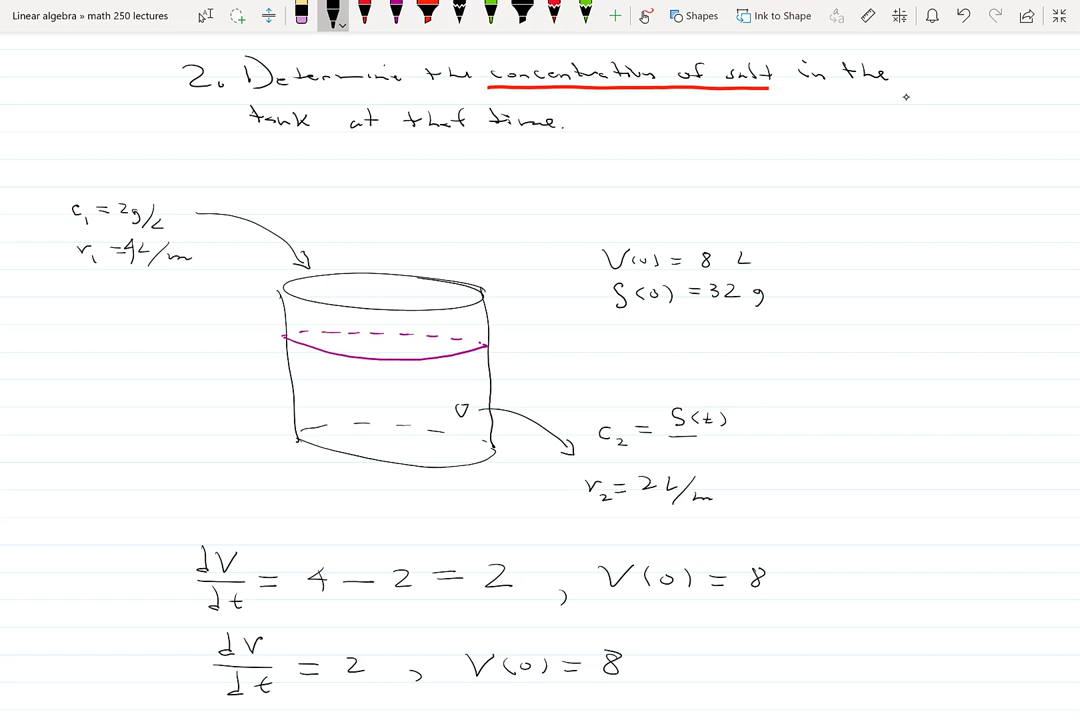 Linear algebra » math 250 lectures
Shapes
Ink to Shape
2. Determine the concentration of salt in the
tank at that time.
c₁ = 2g/L
r₁ = 4L/m
V(0) = 8 L
S(0) = 32 g
c₂ = S(t)
r₂ = 2L/m
dV/dt = 4 - 2 = 2 , V(0) = 8
dV/dt = 2 , V(0) = 8